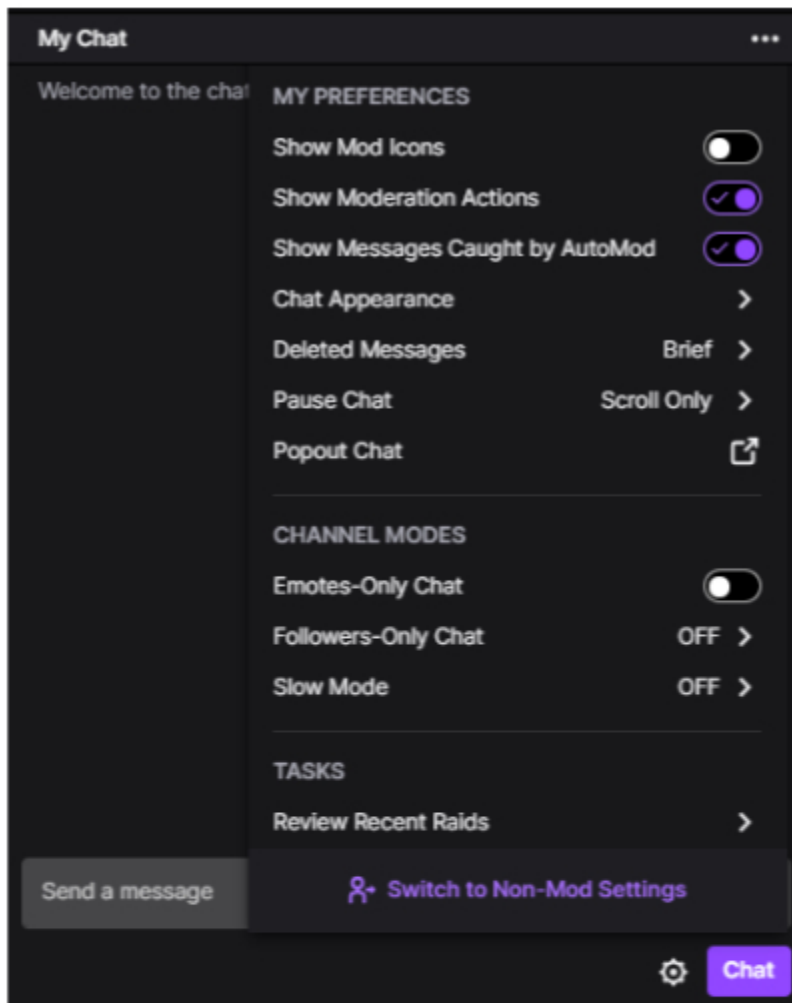 My Chat
Welcome to the chat
MY PREFERENCES
Show Mod Icons
Show Moderation Actions
Show Messages Caught by AutoMod
Chat Appearance
Deleted Messages Brief
Pause Chat Scroll Only
Popout Chat
CHANNEL MODES
Emotes-Only Chat
Followers-Only Chat OFF
Slow Mode OFF
TASKS
Review Recent Raids
Send a message
Switch to Non-Mod Settings
Chat